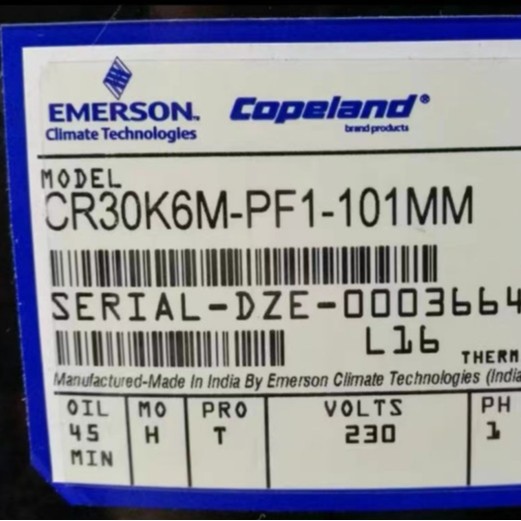 EMERSON. Copeland®
Climate Technologies brand products
MODEL
CR30K6M-PF1-101MM
SERIAL-DZE-0003664
L16 THERM
Manufactured-Made In India By Emerson Climate Technologies (India
OIL MO PRO VOLTS PH
45 H T 230 1
MIN